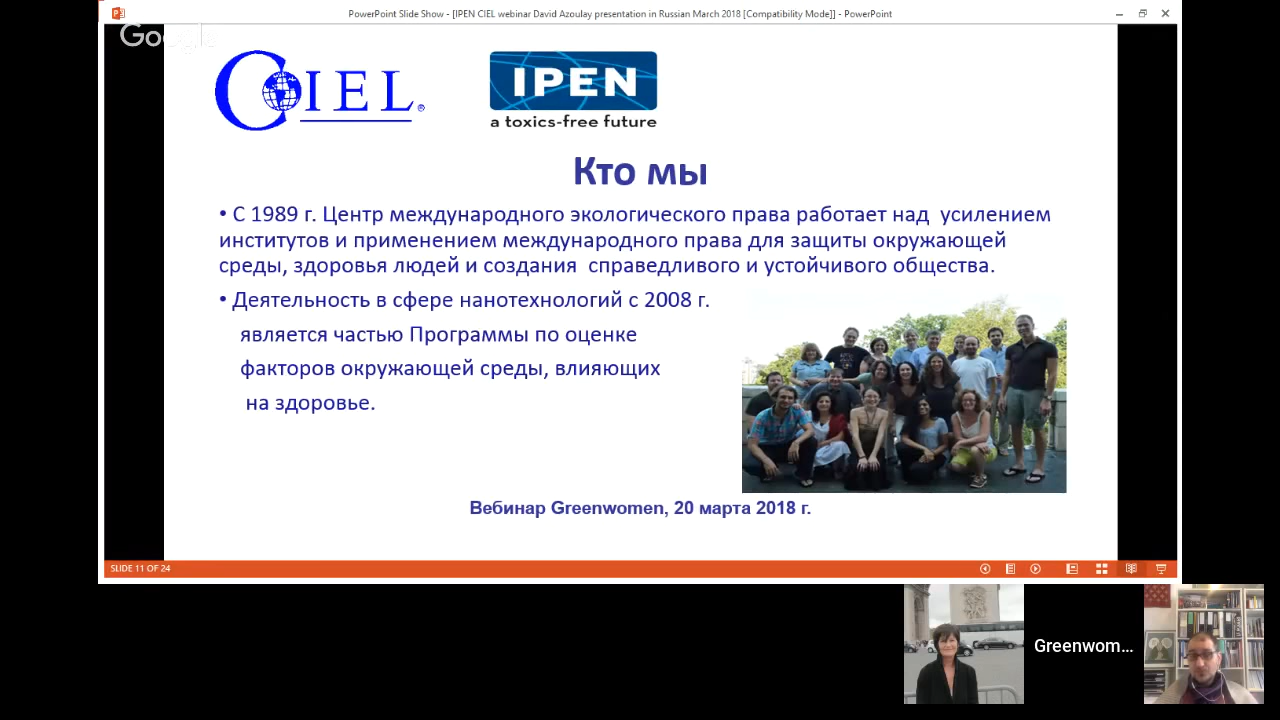 PowerPoint Slide Show - [IPEN CIEL webinar David Azoulay presentation in Russian March 2018 [Compatibility Mode]] - PowerPoint
Google
CIEL®
IPEN
a toxics-free future
Кто мы
• С 1989 г. Центр международного экологического права работает над усилением
институтов и применением международного права для защиты окружающей
среды, здоровья людей и создания справедливого и устойчивого общества.
• Деятельность в сфере нанотехнологий с 2008 г.
является частью Программы по оценке
факторов окружающей среды, влияющих
на здоровье.
Вебинар Greenwomen, 20 марта 2018 г.
SLIDE 11 OF 24
Greenwom...